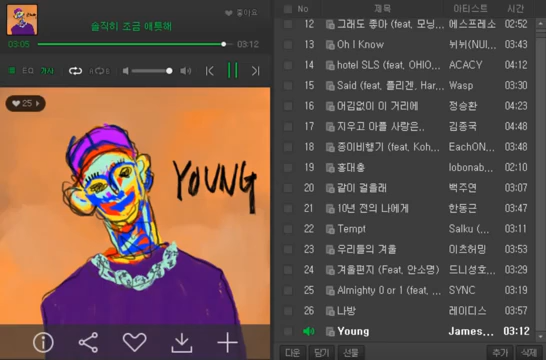 솔직히 조금 애틋해
좋아요
03:05
03:12
EQ 가사
25
YOUNG
No 제목 아티스트 시간
12 그래도 좋아 (feat, 모닝... 에스프레소 02:52
13 Oh I Know 뉘뉘(NUI... 03:43
14 hotel SLS (feat, OHIO... ACACY 04:12
15 Said (feat, 플리겐, Har... Wasp 03:30
16 어김없이 이 거리에 정승환 04:23
17 지우고 아플 사랑은.. 김종국 04:48
18 종이비행기 (feat, Koh... EachON... 03:48
19 홍대충 lobonab... 02:10
20 같이 걸을래 백주연 03:07
21 10년 전의 나에게 한동근 03:47
22 Tempt Salku (... 03:11
23 우리들의 겨울 이츠허밍 03:53
24 겨울편지 (Feat, 안소명) 드니성호... 03:29
25 Almighty 0 or 1 (feat, ... SYNC 03:19
26 나방 레이디스 03:57
Young James... 03:12
다운 담기 선물 추가 삭제